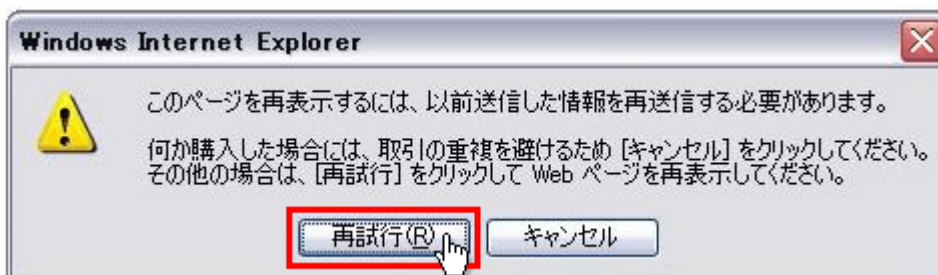 Windows Internet Explorer
このページを再表示するには、以前送信した情報を再送信する必要があります。
何か購入した場合には、取引の重複を避けるため [キャンセル] をクリックしてください。
その他の場合は、[再試行] をクリックして Web ページを再表示してください。
再試行(R)
キャンセル